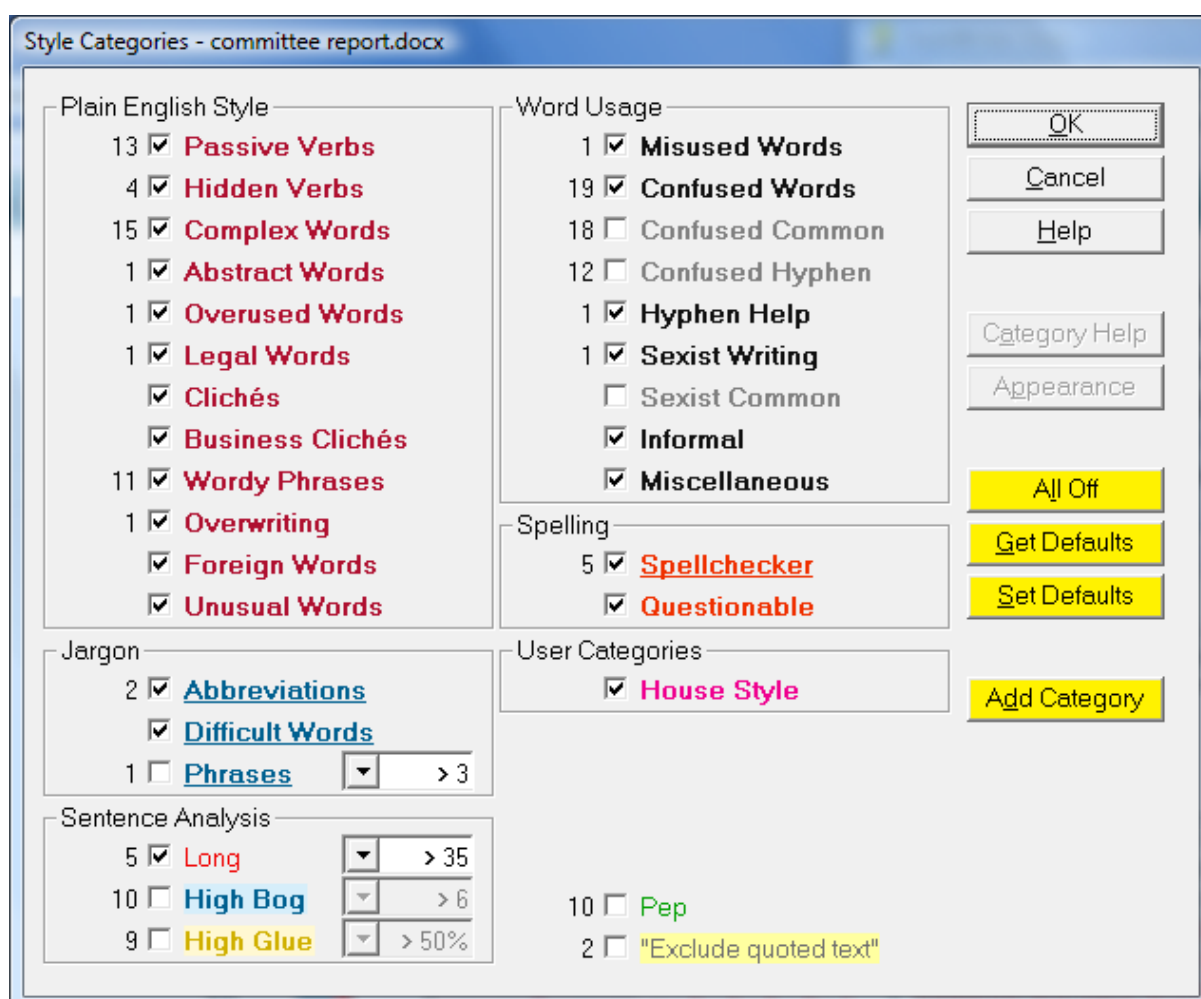 Style Categories - committee report.docx
Plain English Style
13 Passive Verbs
4 Hidden Verbs
15 Complex Words
1 Abstract Words
1 Overused Words
1 Legal Words
Clichés
Business Clichés
11 Wordy Phrases
1 Overwriting
Foreign Words
Unusual Words
Jargon
2 Abbreviations
Difficult Words
1 Phrases > 3
Sentence Analysis
5 Long > 35
10 High Bog > 6
9 High Glue > 50%
Word Usage
1 Misused Words
19 Confused Words
18 Confused Common
12 Confused Hyphen
1 Hyphen Help
1 Sexist Writing
Sexist Common
Informal
Miscellaneous
Spelling
5 Spellchecker
Questionable
User Categories
House Style
10 Pep
2 "Exclude quoted text"
OK
Cancel
Help
Category Help
Appearance
All Off
Get Defaults
Set Defaults
Add Category